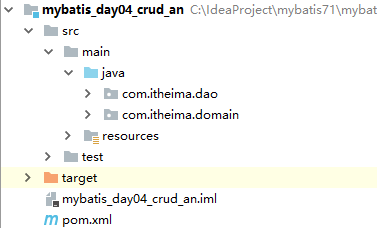 mybatis_day04_crud_an C:\IdeaProject\mybatis71\mybat
src
main
java
com.itheima.dao
com.itheima.domain
resources
test
target
mybatis_day04_crud_an.iml
pom.xml